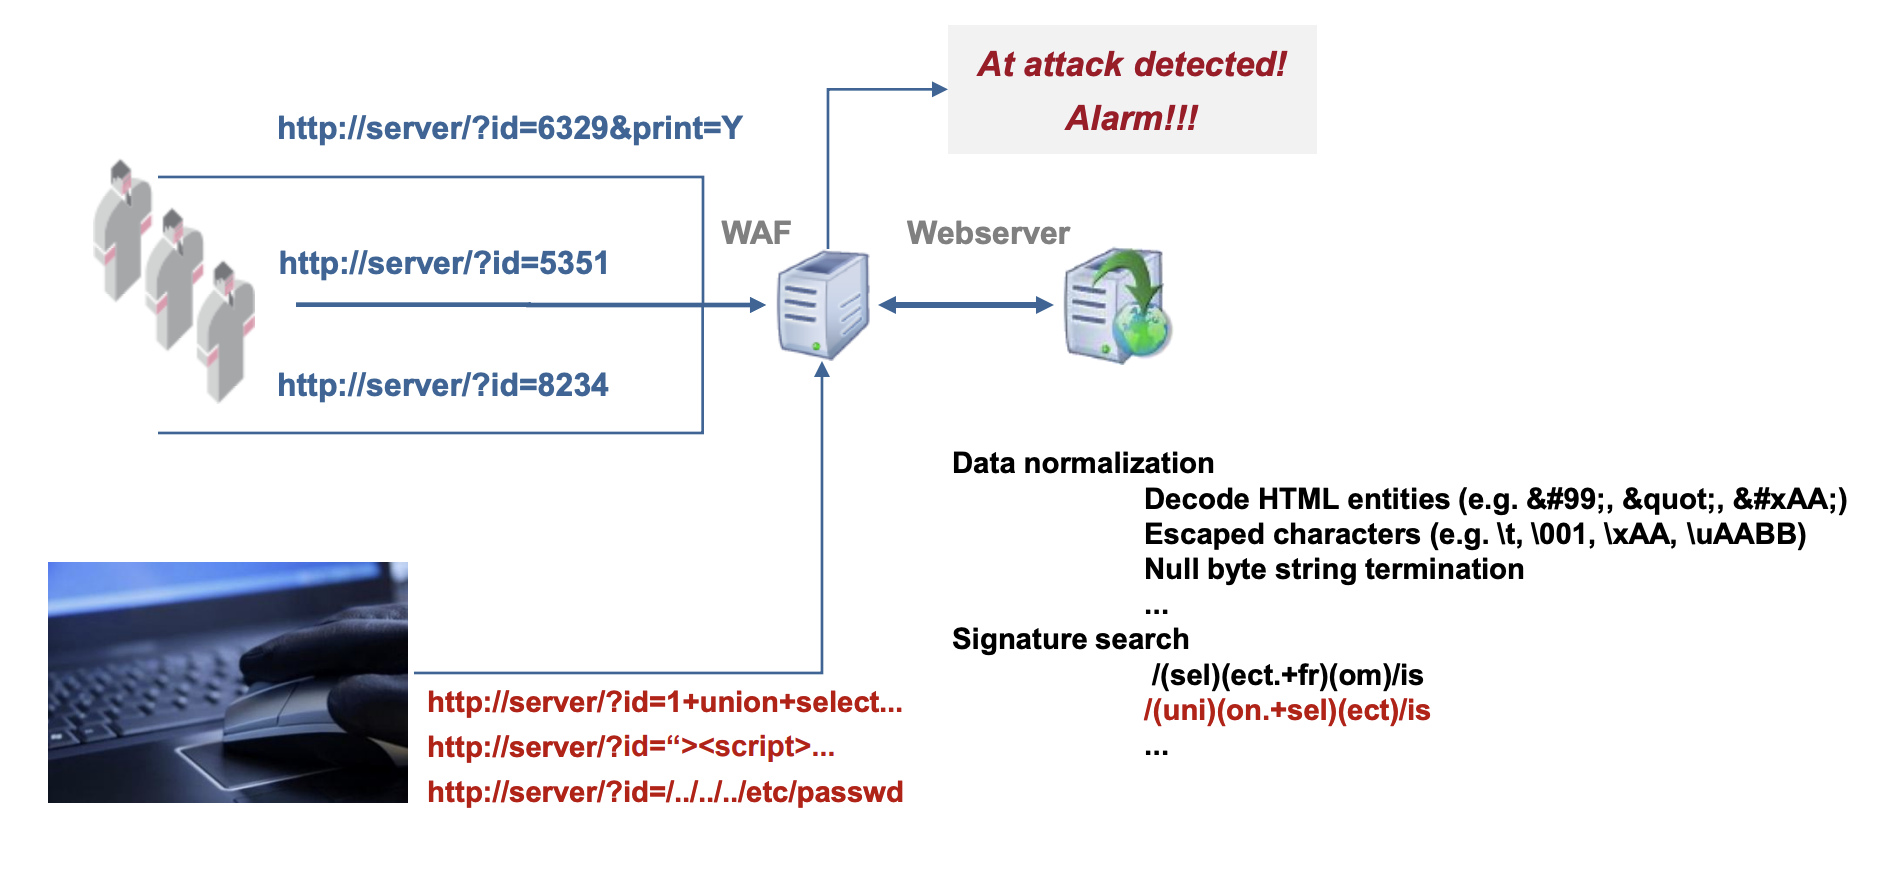 At attack detected!
Alarm!!!
http://server/?id=6329&print=Y
WAF
Webserver
http://server/?id=5351
http://server/?id=8234
Data normalization
Decode HTML entities (e.g. &#99;, &quot;, &#xAA;)
Escaped characters (e.g. \t, \001, \xAA, \uAABB)
Null byte string termination
...
Signature search
/(sel)(ect.+fr)(om)/is
/(uni)(on.+sel)(ect)/is
...
http://server/?id=1+union+select...
http://server/?id=“><script>...
http://server/?id=/../../../etc/passwd